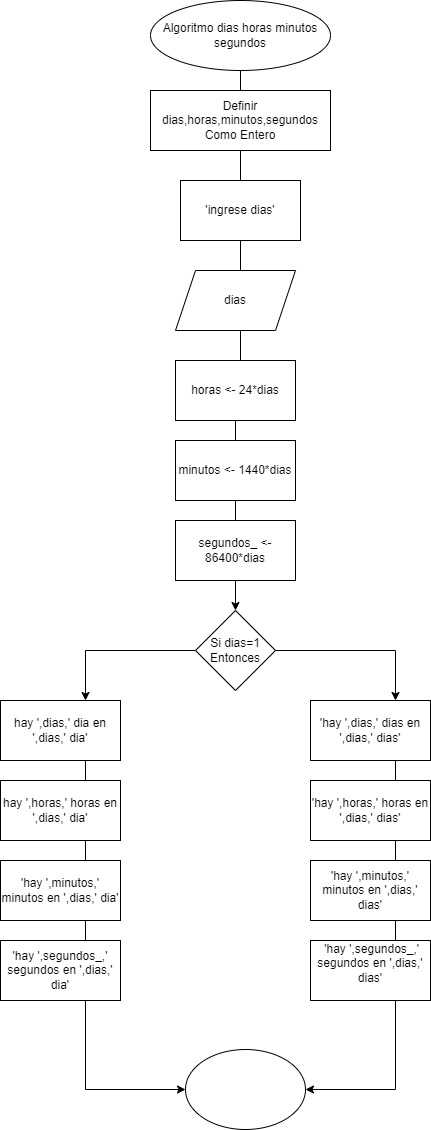 Algoritmo dias horas minutos
segundos
Definir
dias,horas,minutos,segundos
Como Entero
'ingrese dias'
dias
horas <- 24*dias
minutos <- 1440*dias
segundos_ <-
86400*dias
Si dias=1
Entonces
hay ',dias,' dia en
',dias,' dia'
hay ',horas,' horas en
',dias,' dia'
'hay ',minutos,'
minutos en ',dias,' dia'
'hay ',segundos_,'
segundos en ',dias,'
dia'
'hay ',dias,' dias en
',dias,' dias'
'hay ',horas,' horas en
',dias,' dias'
'hay ',minutos,'
minutos en ',dias,'
dias'
'hay ',segundos_,'
segundos en ',dias,'
dias'